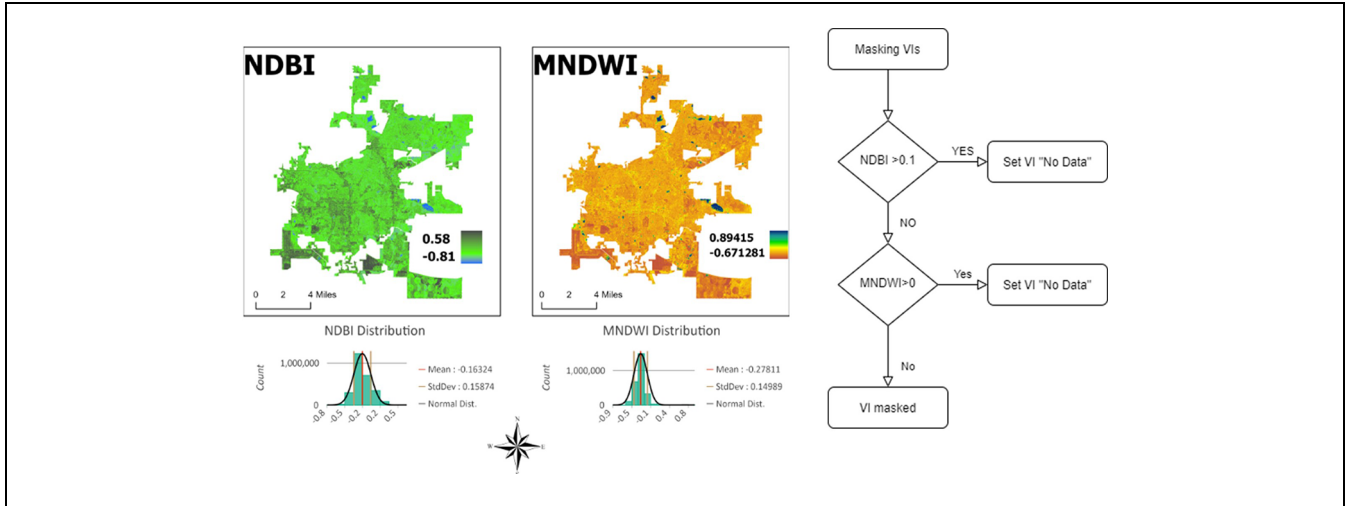 NDBI
0.58
-0.81
0 2 4 Miles
MNDWI
0.89415
-0.671281
0 2 4 Miles
NDBI Distribution
Count
1,000,000
0
-0.8 -0.5 -0.2 0.2 0.5
Mean : -0.16324
StdDev : 0.15874
Normal Dist.
MNDWI Distribution
Count
1,000,000
0
-0.9 -0.5 -0.1 0.4 0.8
Mean : -0.27811
StdDev : 0.14989
Normal Dist.
N
W E
Masking VIs
NDBI >0.1
YES
Set VI "No Data"
NO
MNDWI>0
Yes
Set VI "No Data"
No
VI masked